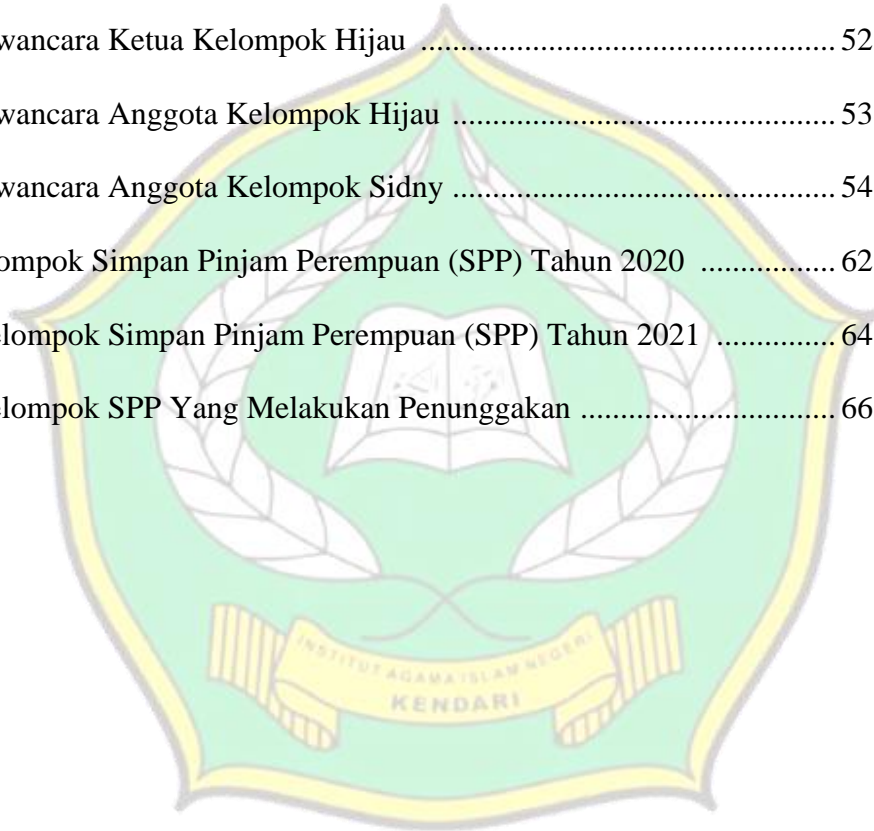 wancara Ketua Kelompok Hijau ..................................................... 52
wancara Anggota Kelompok Hijau ................................................. 53
wancara Anggota Kelompok Sidny ................................................. 54
ompok Simpan Pinjam Perempuan (SPP) Tahun 2020 ................. 62
elompok Simpan Pinjam Perempuan (SPP) Tahun 2021 ............... 64
elompok SPP Yang Melakukan Penunggakan ................................ 66
INSTITUT AGAMA ISLAM NEGERI
KENDARI